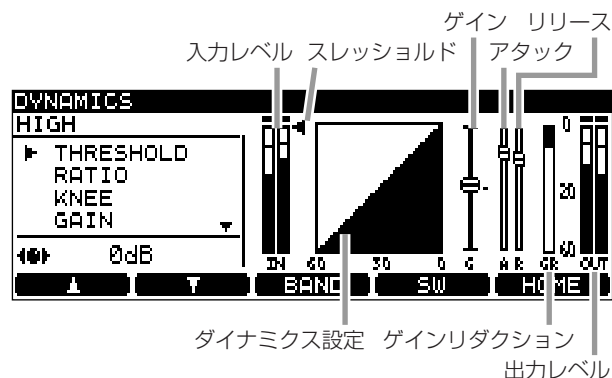 ゲイン リリース
入力レベル スレッショルド アタック
DYNAMICS
HIGH
THRESHOLD
RATIO
KNEE
GAIN
0dB
0
20
60
IN 60 30 0 G A R GR OUT
BAND SW HOME
ダイナミクス設定 ゲインリダクション
出力レベル